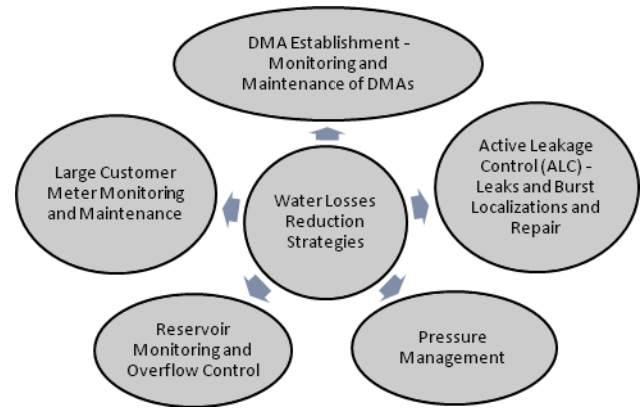 DMA Establishment -
Monitoring and
Maintenance of DMAs
Large Customer
Meter Monitoring
and Maintenance
Water Losses
Reduction
Strategies
Active Leakage
Control (ALC) -
Leaks and Burst
Localizations and
Repair
Reservoir
Monitoring and
Overflow Control
Pressure
Management